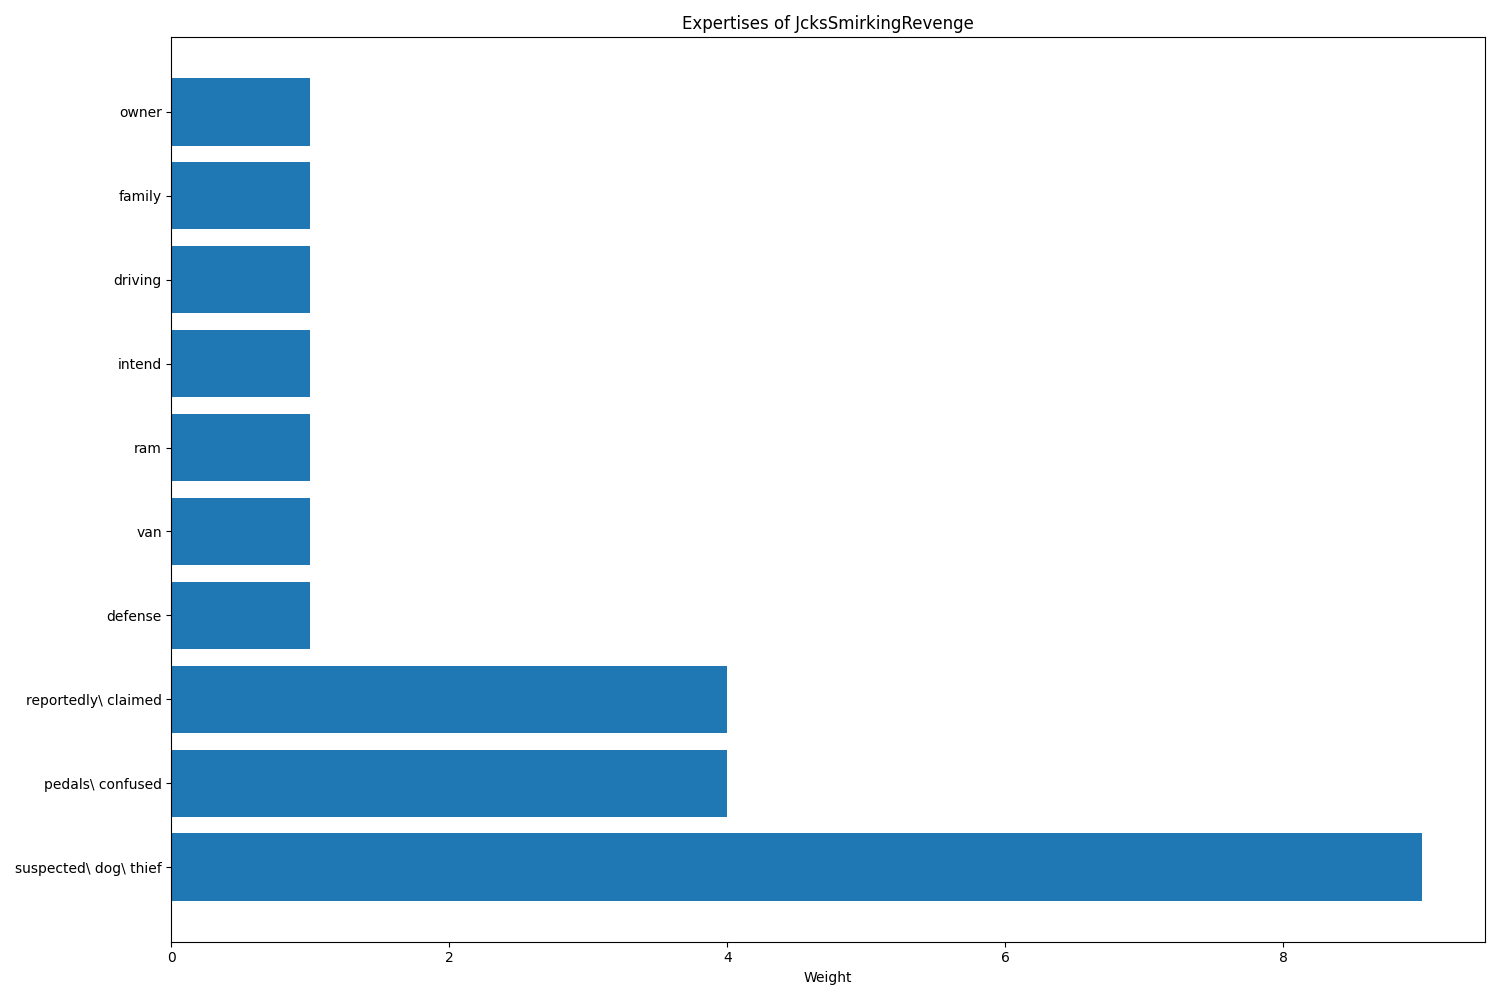 Expertises of JcksSmirkingRevenge
owner
family
driving
intend
ram
van
defense
reportedly\ claimed
pedals\ confused
suspected\ dog\ thief
0 2 4 6 8
Weight